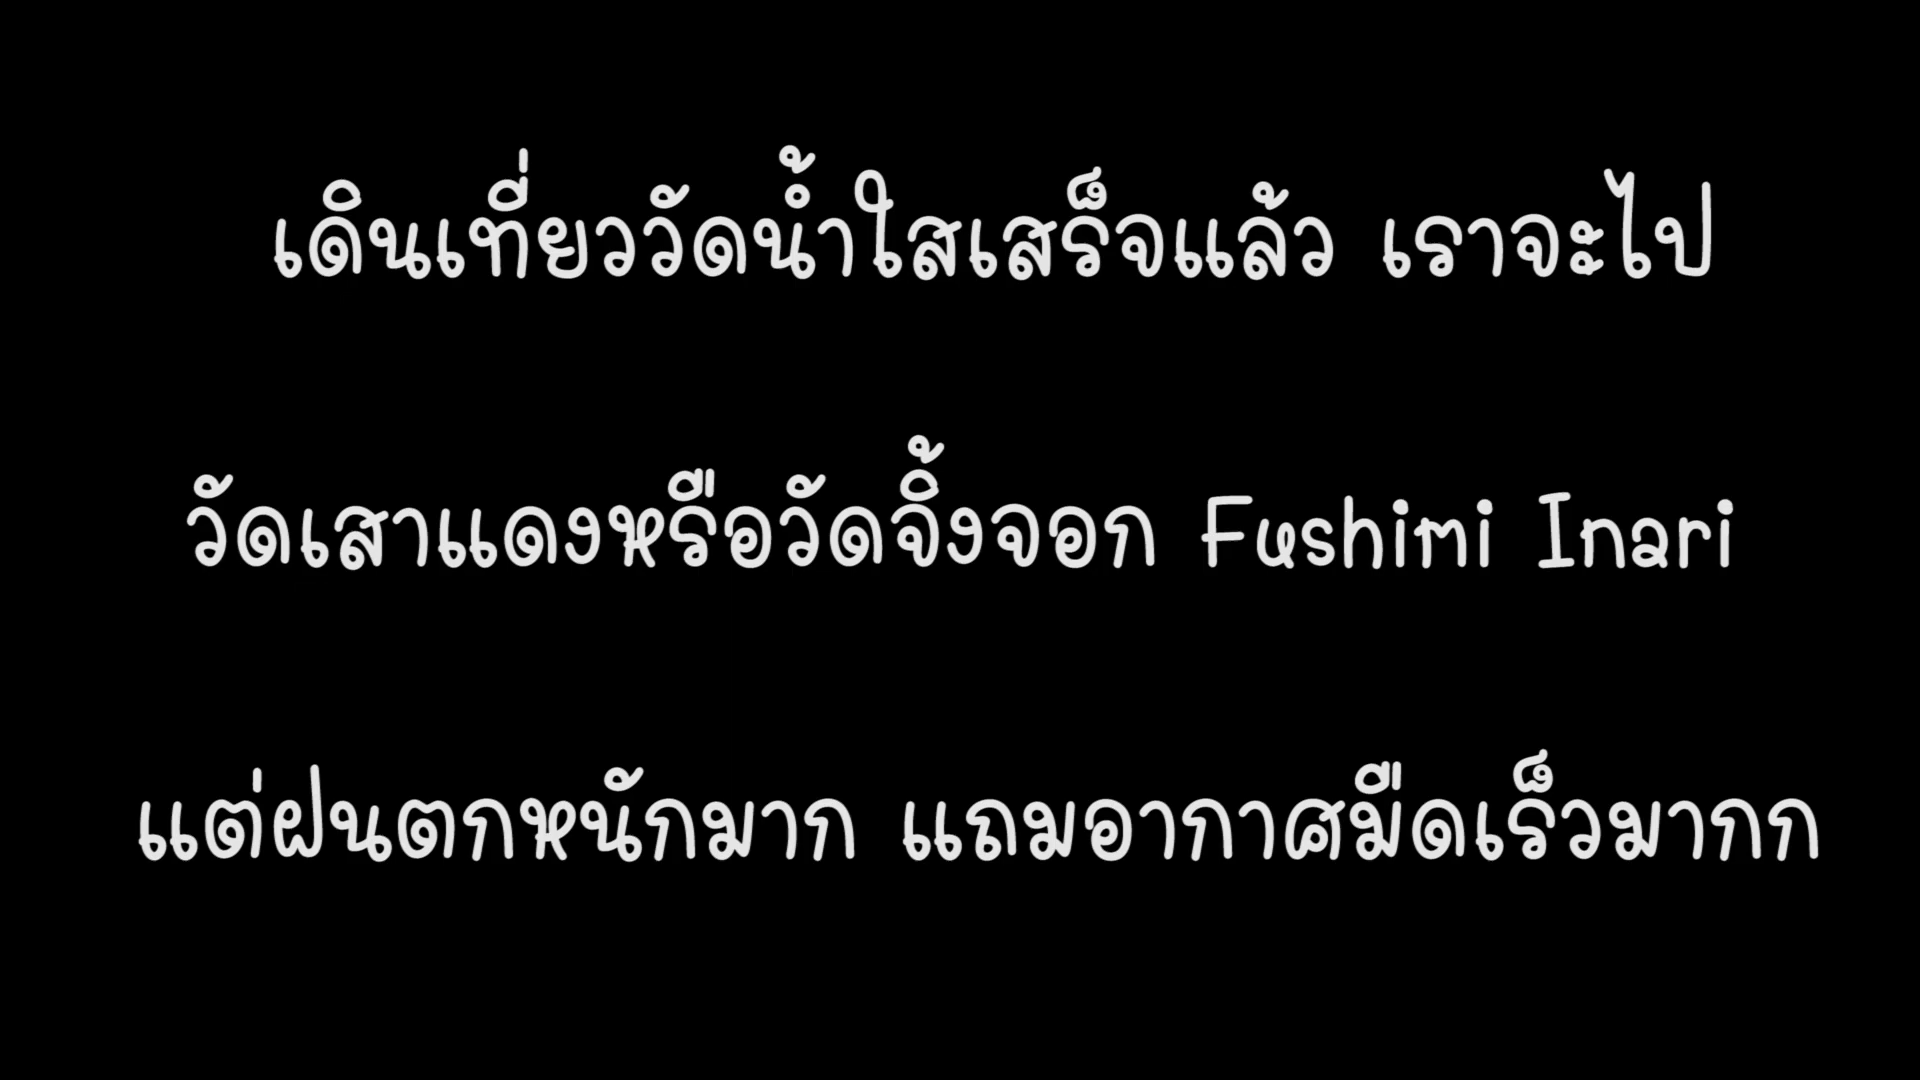 เดินเที่ยววัดน้ำใสเสร็จแล้ว เราจะไป
วัดเสาแดงหรือวัดจิ้งจอก Fushimi Inari
แต่ฝนตกหนักมาก แถมอากาศมืดเร็วมากก